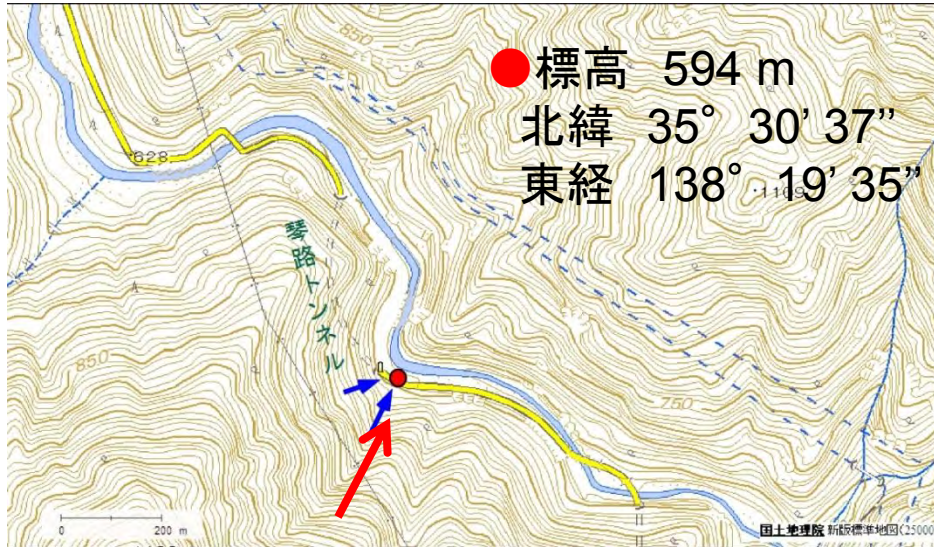 850
●標高 594 m
北緯 35° 30’ 37”
東経 138° 19’ 35”
628
1109
琴路トンネル
850
750
0 200 m
国土地理院 新版標準地図(25000